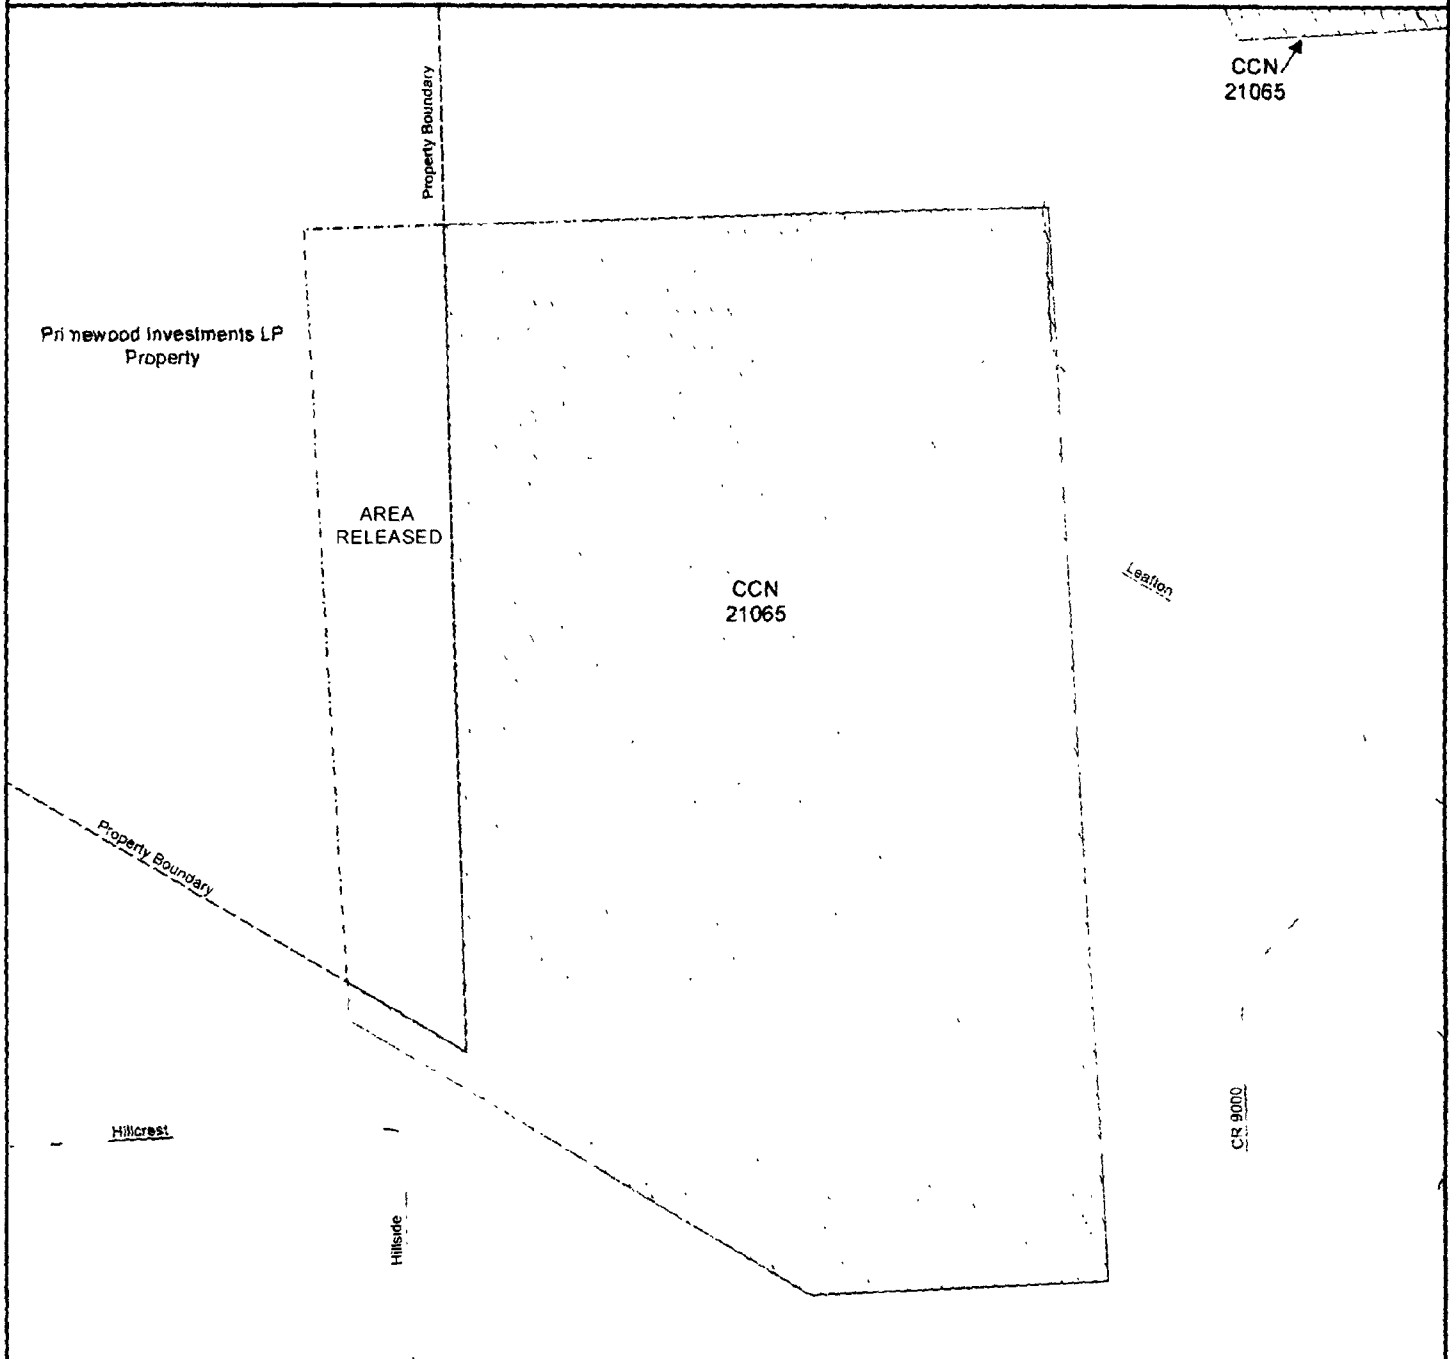 CCN
21065
Property Boundary
Pri newood Investments LP
Property
AREA
RELEASED
CCN
21065
Leafton
Property Boundary
Hillcrest
CR 9000
Hillside